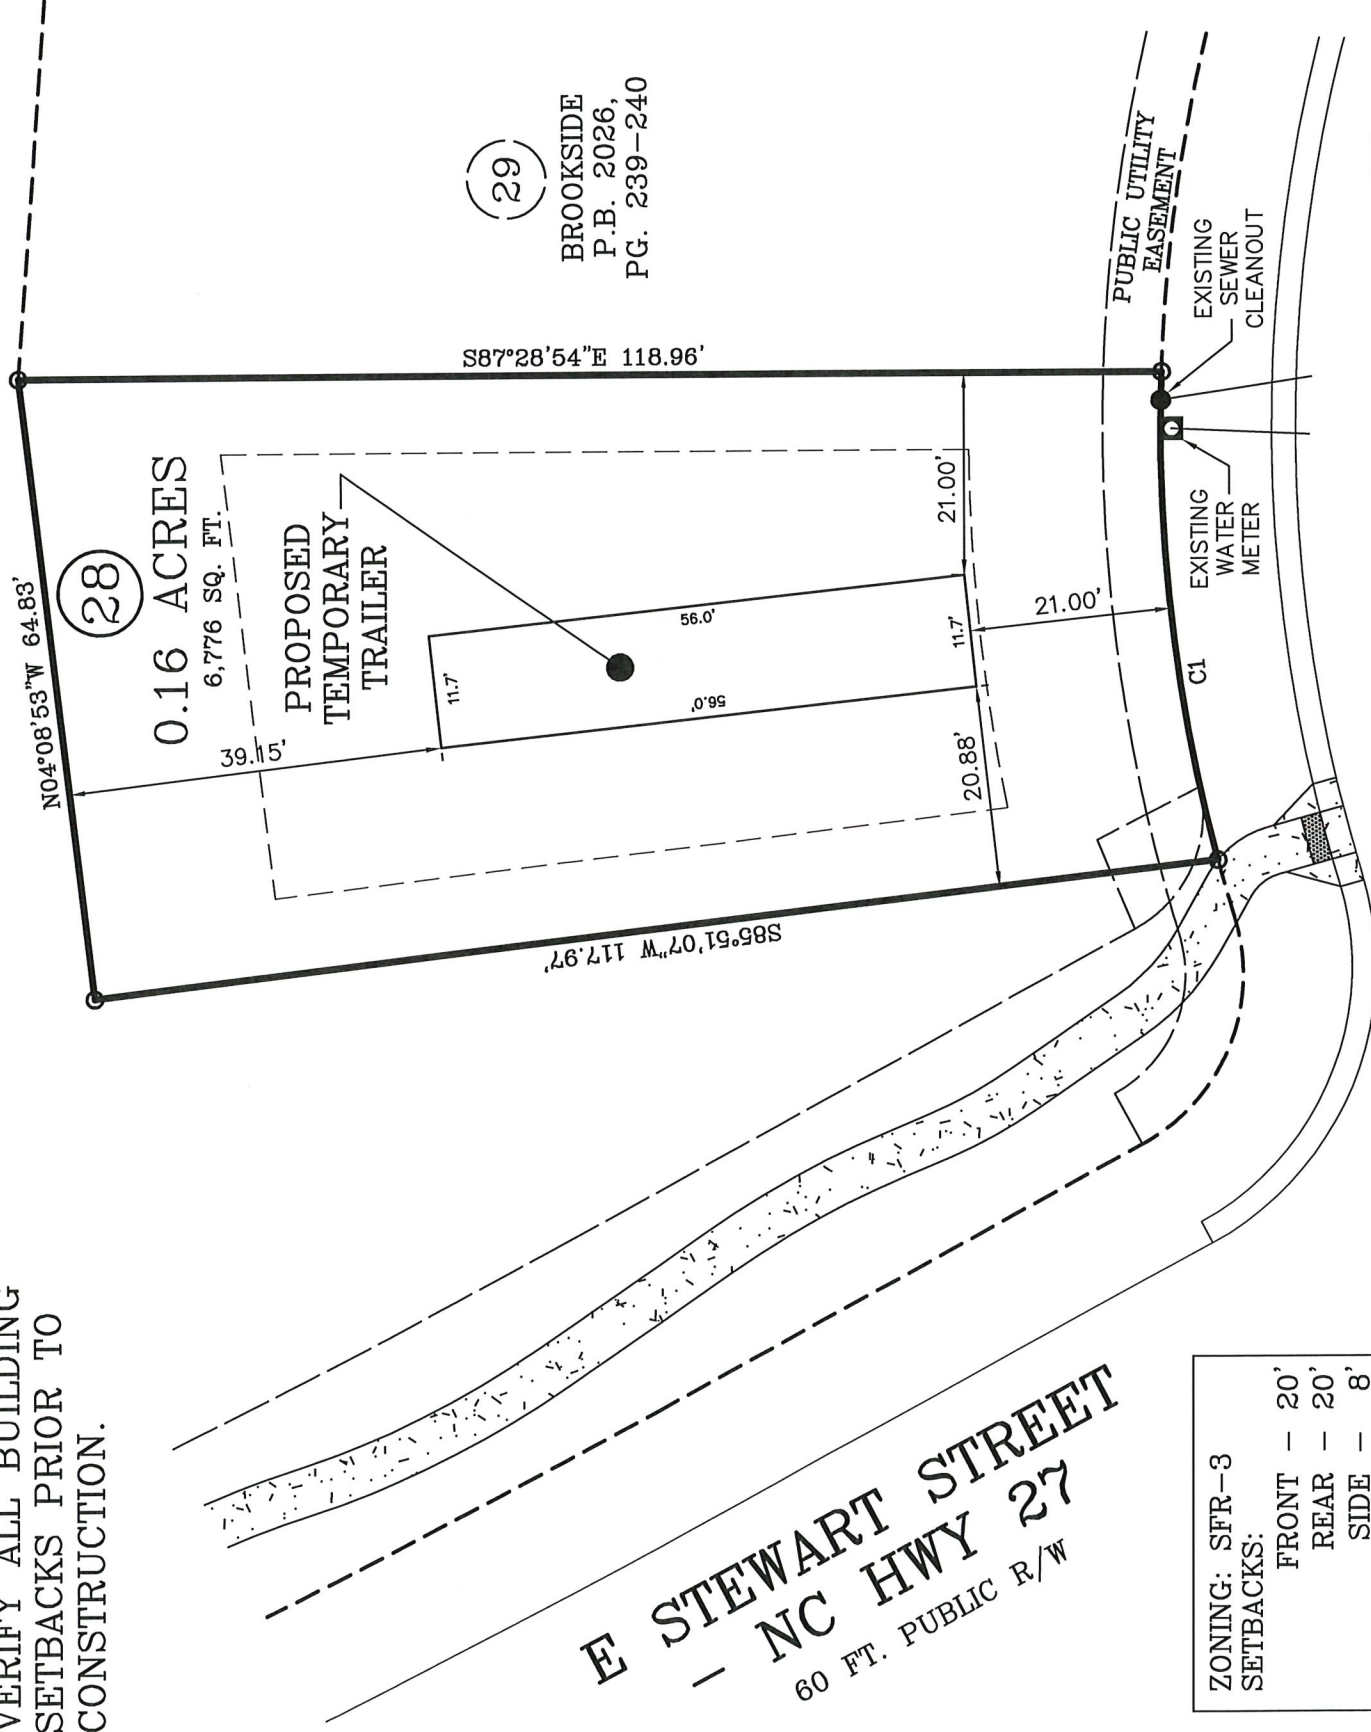 VERIFY ALL BUILDING
SETBACKS PRIOR TO
CONSTRUCTION.
N04°08'53"W 64.83'
28
0.16 ACRES
6,776 SQ. FT.
29
BROOKSIDE
P.B. 2026,
PG. 239-240
S87°28'54"E 118.96'
PROPOSED
TEMPORARY
TRAILER
39.15'
11.7'
56.0'
56.0'
11.7'
21.00'
21.00'
20.88'
S85°51'07"W 117.97'
PUBLIC UTILITY
EASEMENT
C1
EXISTING
WATER
METER
EXISTING
SEWER
CLEANOUT
E STEWART STREET
- NC HWY 27
60 FT. PUBLIC R/W
ZONING: SFR-3
SETBACKS:
FRONT - 20'
REAR - 20'
SIDE - 8'